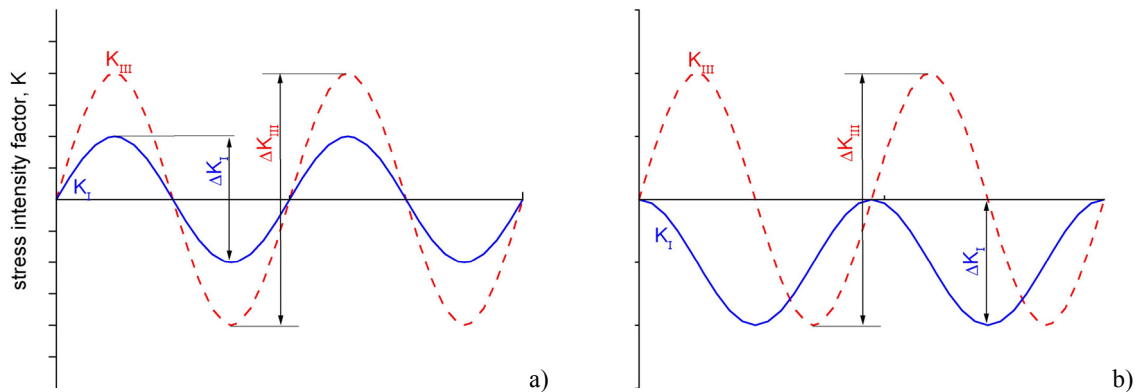 stress intensity factor, K
K_III
K_I
ΔK_I
ΔK_III
a)
K_III
K_I
ΔK_III
ΔK_I
b)